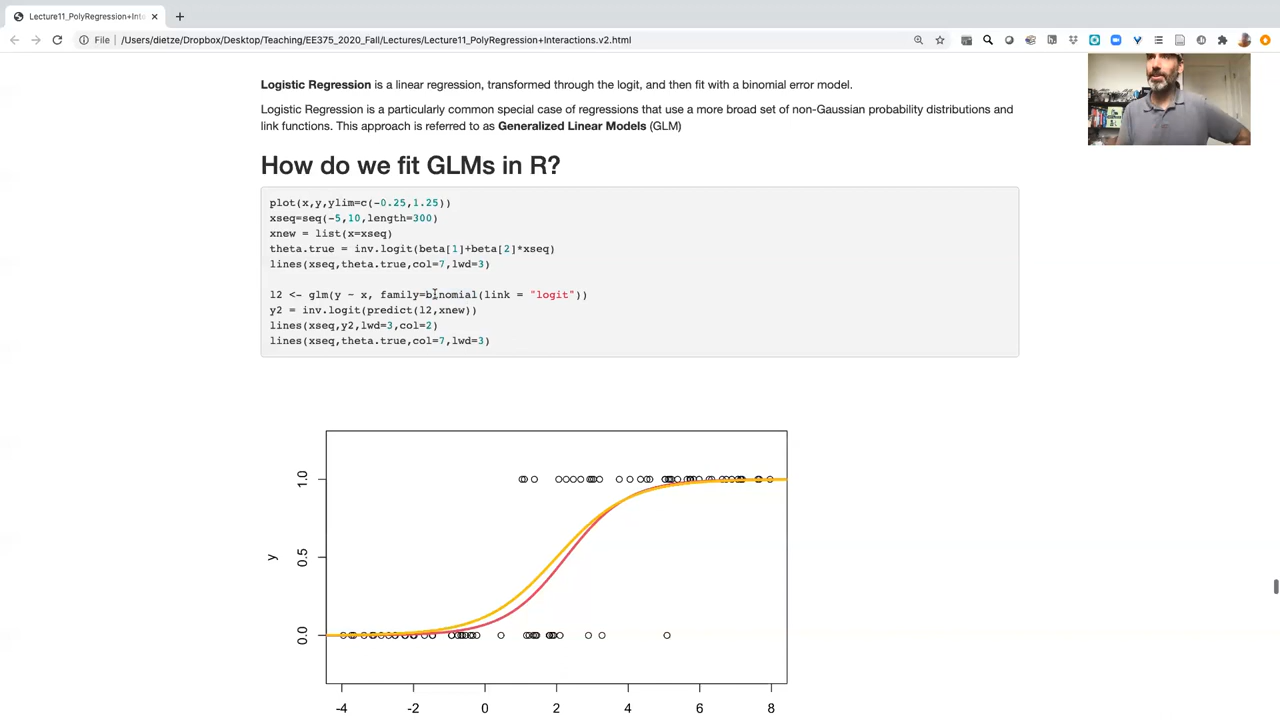 Lecture11_PolyRegression+Inte
File
/Users/dietze/Dropbox/Desktop/Teaching/EE375_2020_Fall/Lectures/Lecture11_PolyRegression+Interactions.v2.html
Logistic Regression is a linear regression, transformed through the logit, and then fit with a binomial error model.
Logistic Regression is a particularly common special case of regressions that use a more broad set of non-Gaussian probability distributions and
link functions. This approach is referred to as Generalized Linear Models (GLM)
How do we fit GLMs in R?
plot(x,y,ylim=c(-0.25,1.25))
xseq=seq(-5,10,length=300)
xnew = list(x=xseq)
theta.true = inv.logit(beta[1]+beta[2]*xseq)
lines(xseq,theta.true,col=7,lwd=3)
l2 <- glm(y ~ x, family=binomial(link = "logit"))
y2 = inv.logit(predict(l2,xnew))
lines(xseq,y2,lwd=3,col=2)
lines(xseq,theta.true,col=7,lwd=3)
1.0
0.5
0.0
y
-4 -2 0 2 4 6 8